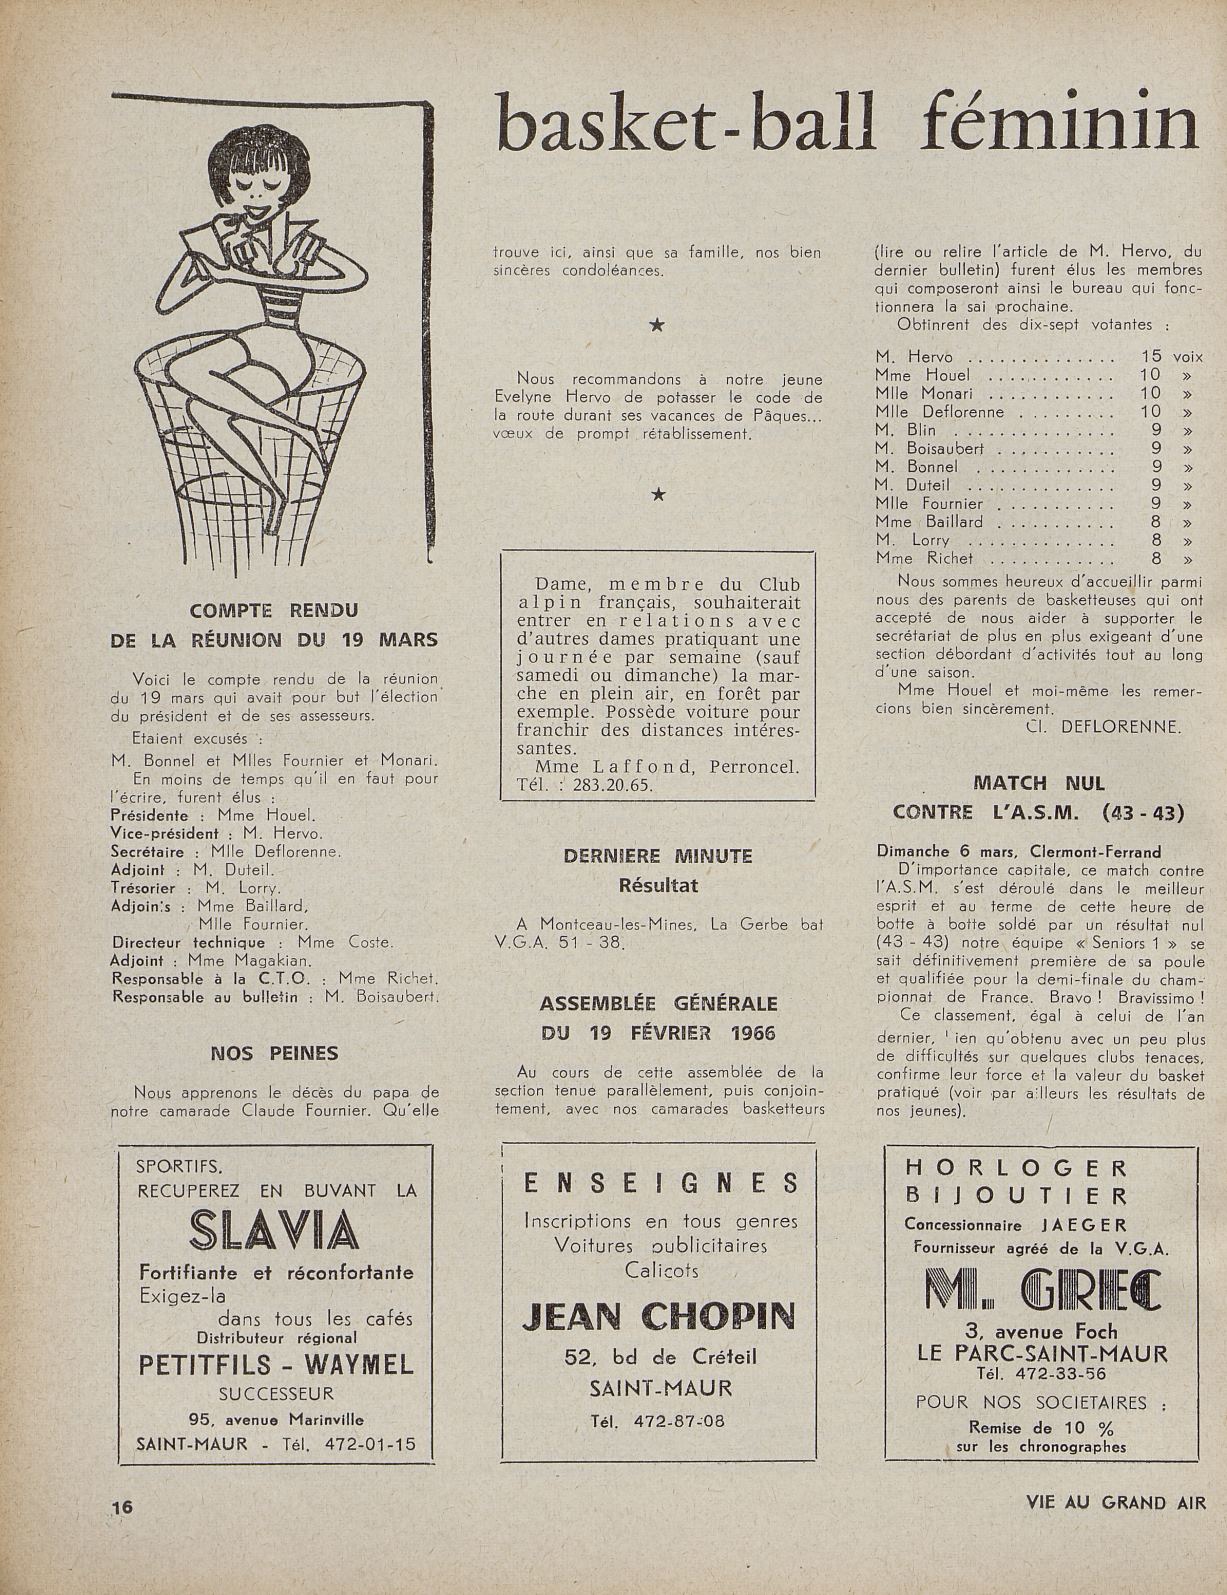 basket-ball féminin
COMPTE RENDU
DE LA RÉUNION DU 19 MARS
Voici le compte rendu de la réunion
du 19 mars qui avait pour but l'élection
du président et de ses assesseurs.
Etaient excusés :
M. Bonnel et Mlles Fournier et Monari.
En moins de temps qu'il en faut pour
l'écrire, furent élus :
Présidente : Mme Houel.
Vice-président : M. Hervo.
Secrétaire : Mlle Deflorenne.
Adjoint : M. Duteil.
Trésorier : M. Lorry.
Adjoin:s : Mme Baillard,
Mlle Fournier.
Directeur technique : Mme Coste.
Adjoint : Mme Magakian.
Responsable à la C.T.O. : Mme Richet.
Responsable au bulletin : M. Boisaubert.
NOS PEINES
Nous apprenons le décès du papa de
notre camarade Claude Fournier. Qu'elle
trouve ici, ainsi que sa famille, nos bien
sincères condoléances.
★
Nous recommandons à notre jeune
Evelyne Hervo de potasser le code de
la route durant ses vacances de Pâques...
vœux de prompt rétablissement.
★
Dame, membre du Club
alpin français, souhaiterait
entrer en relations avec
d'autres dames pratiquant une
journée par semaine (sauf
samedi ou dimanche) la mar-
che en plein air, en forêt par
exemple. Possède voiture pour
franchir des distances intéres-
santes.
Mme Laffond, Perroncel.
Tél. : 283.20.65.
DERNIERE MINUTE
Résultat
A Montceau-les-Mines, La Gerbe bat
V.G.A. 51 - 38.
ASSEMBLÉE GÉNÉRALE
DU 19 FÉVRIER 1966
Au cours de cette assemblée de la
section tenue parallèlement, puis conjoin-
tement, avec nos camarades basketteurs
(lire ou relire l'article de M. Hervo, du
dernier bulletin) furent élus les membres
qui composeront ainsi le bureau qui fonc-
tionnera la sai prochaine.
Obtinrent des dix-sept votantes :
M. Hervo .............. 15 voix
Mme Houel ............ 10 »
Mlle Monari ............ 10 »
Mlle Deflorenne ......... 10 »
M. Blin ............... 9 »
M. Boisaubert ........... 9 »
M. Bonnel ............. 9 »
M. Duteil .............. 9 »
Mlle Fournier ........... 9 »
Mme Baillard ........... 8 »
M. Lorry .............. 8 »
Mme Richet ............ 8 »
Nous sommes heureux d'accueillir parmi
nous des parents de basketteuses qui ont
accepté de nous aider à supporter le
secrétariat de plus en plus exigeant d'une
section débordant d'activités tout au long
d'une saison.
Mme Houel et moi-même les remer-
cions bien sincèrement.
Cl. DEFLORENNE.
MATCH NUL
CONTRE L'A.S.M. (43 - 43)
Dimanche 6 mars, Clermont-Ferrand
D'importance capitale, ce match contre
l'A.S.M. s'est déroulé dans le meilleur
esprit et au terme de cette heure de
botte à botte soldé par un résultat nul
(43 - 43) notre équipe « Seniors 1 » se
sait définitivement première de sa poule
et qualifiée pour la demi-finale du cham-
pionnat de France. Bravo ! Bravissimo !
Ce classement, égal à celui de l'an
dernier, ien qu'obtenu avec un peu plus
de difficultés sur quelques clubs tenaces,
confirme leur force et la valeur du basket
pratiqué (voir par a:lleurs les résultats de
nos jeunes).
SPORTIFS,
RECUPEREZ EN BUVANT LA
SLAVIA
Fortifiante et réconfortante
Exigez-la
dans tous les cafés
Distributeur régional
PETITFILS - WAYMEL
SUCCESSEUR
95, avenue Marinville
SAINT-MAUR - Tél. 472-01-15
ENSEIGNES
Inscriptions en tous genres
Voitures publicitaires
Calicots
JEAN CHOPIN
52, bd de Créteil
SAINT-MAUR
Tél. 472-87-08
HORLOGER
BIJOUTIER
Concessionnaire JAEGER
Fournisseur agréé de la V.G.A.
M. GREC
3, avenue Foch
LE PARC-SAINT-MAUR
Tél. 472-33-56
POUR NOS SOCIETAIRES :
Remise de 10 %
sur les chronographes
16
VIE AU GRAND AIR